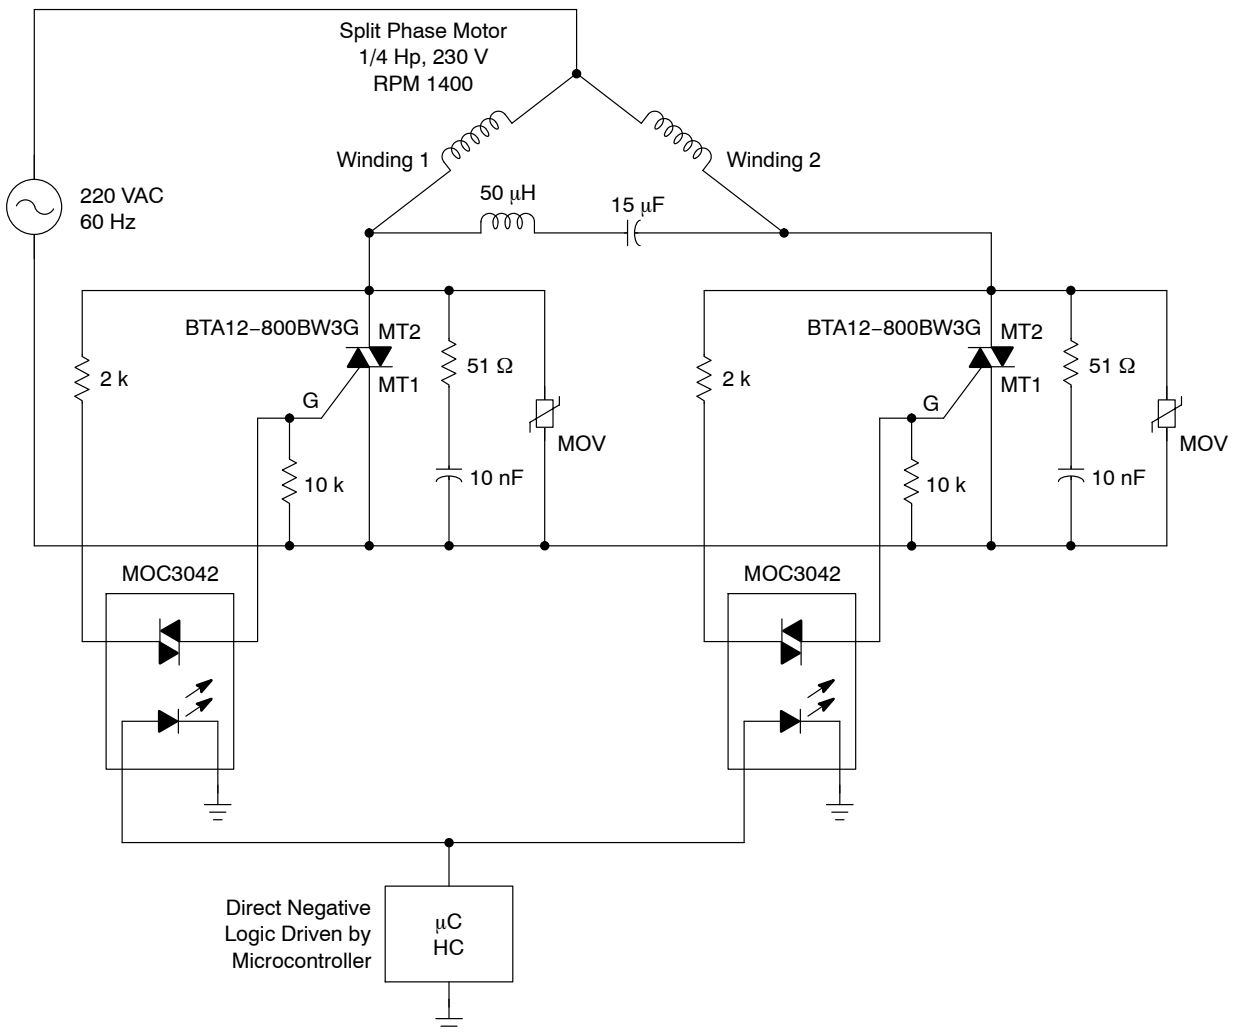 Split Phase Motor
1/4 Hp, 230 V
RPM 1400
Winding 1
Winding 2
220 VAC
60 Hz
50 μH
15 μF
BTA12−800BW3G
MT2
2 k
51 Ω
MT1
G
MOV
10 k
10 nF
BTA12−800BW3G
MT2
2 k
51 Ω
MT1
G
MOV
10 k
10 nF
MOC3042
MOC3042
Direct Negative
Logic Driven by
Microcontroller
μC
HC